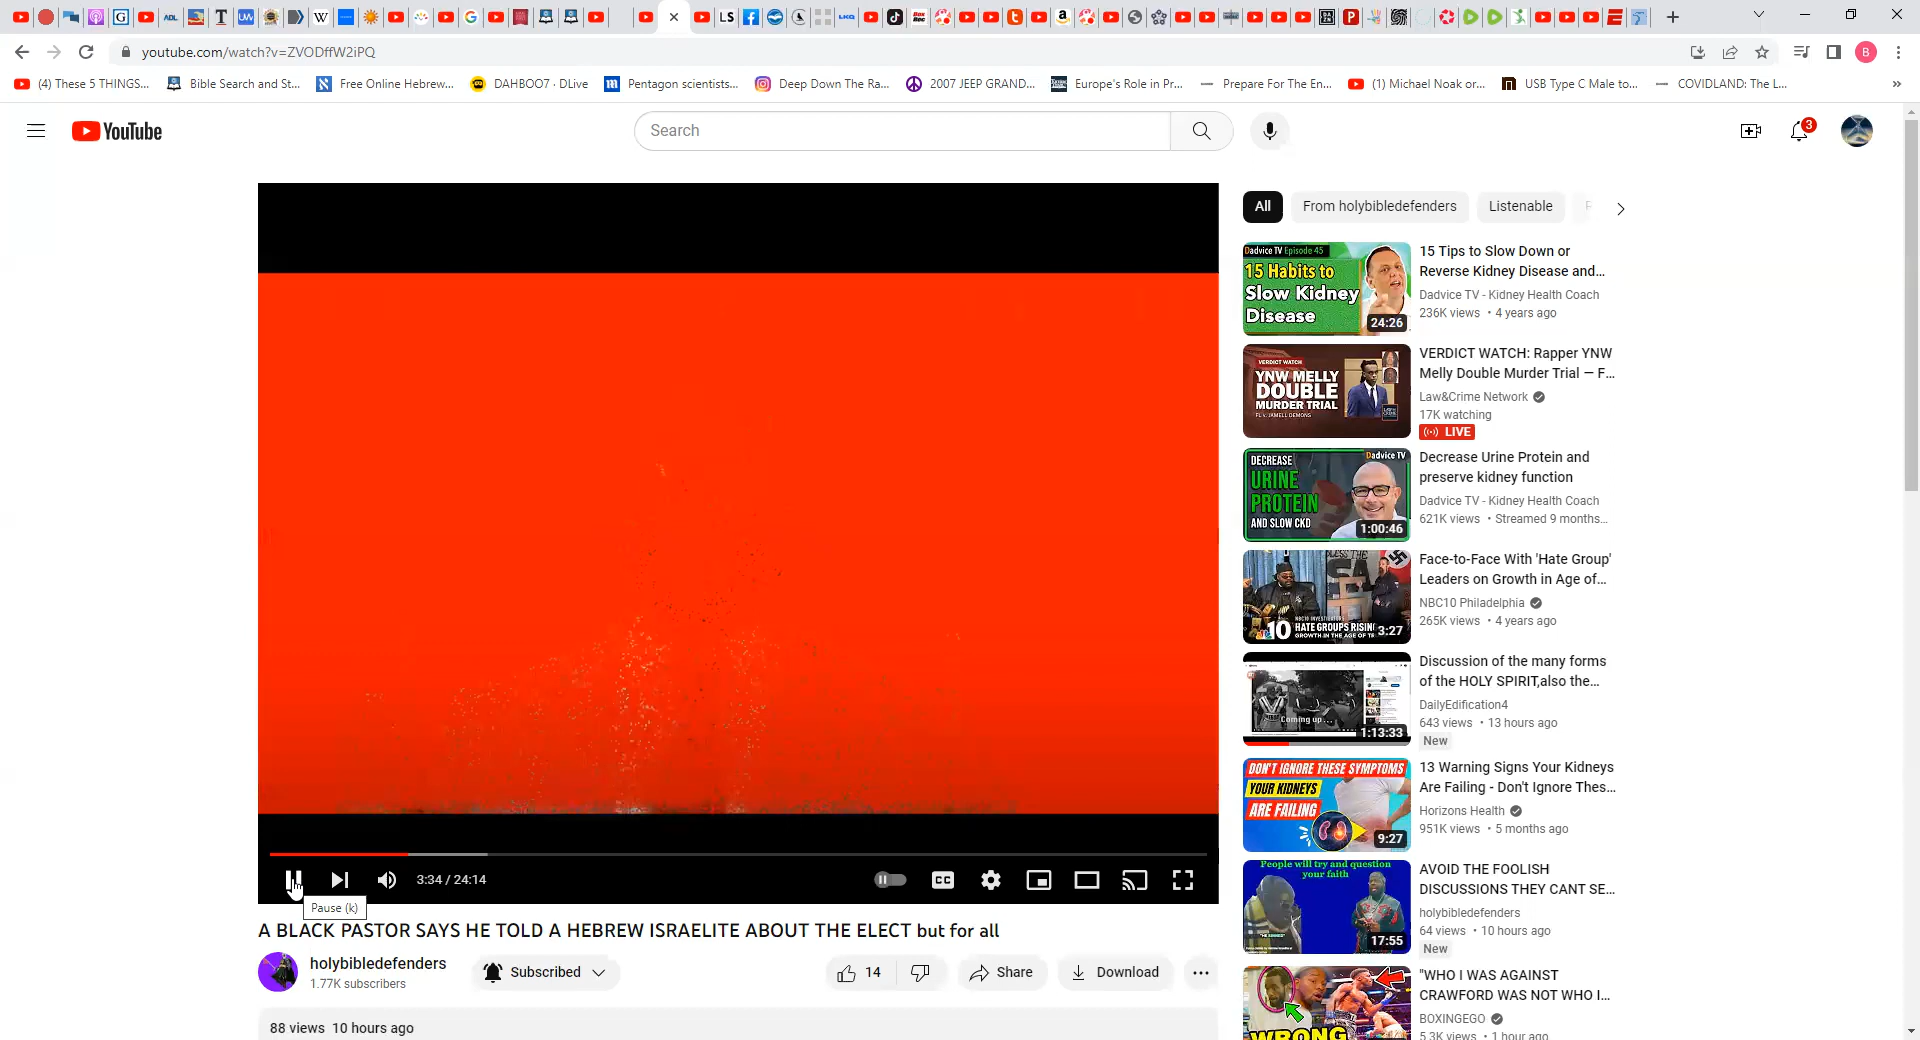 youtube.com/watch?v=ZVODffW2iPQ
B
(4) These 5 THINGS... Bible Search and St... Free Online Hebrew... DAHBOO7 - DLive Pentagon scientists... Deep Down The Ra... 2007 JEEP GRAND... Europe's Role in Pr... Prepare For The En... (1) Michael Noak or... USB Type C Male to... COVIDLAND: The L... »
YouTube
Search
3
All From holybibledefenders Listenable
Dadvice TV Episode 45
15 Habits to
Slow Kidney
Disease
24:26
15 Tips to Slow Down or
Reverse Kidney Disease and...
Dadvice TV - Kidney Health Coach
236K views • 4 years ago
VERDICT WATCH
YNW MELLY
DOUBLE
MURDER TRIAL
VERDICT WATCH: Rapper YNW
Melly Double Murder Trial — F...
Law&Crime Network
17K watching
LIVE
DECREASE
URINE
PROTEIN
AND SLOW CKD
Dadvice TV
1:00:46
Decrease Urine Protein and
preserve kidney function
Dadvice TV - Kidney Health Coach
621K views • Streamed 9 months...
10
HATE GROUPS RISIN
3:27
Face-to-Face With 'Hate Group'
Leaders on Growth in Age of...
NBC10 Philadelphia
265K views • 4 years ago
Coming up...
1:13:33
Discussion of the many forms
of the HOLY SPIRIT,also the...
DailyEdification4
643 views • 13 hours ago
New
DON'T IGNORE THESE SYMPTOMS
YOUR KIDNEYS
ARE FAILING
9:27
13 Warning Signs Your Kidneys
Are Failing - Don't Ignore Thes...
Horizons Health
951K views • 5 months ago
People will try and question
your faith
17:55
AVOID THE FOOLISH
DISCUSSIONS THEY CANT SE...
holybibledefenders
64 views • 10 hours ago
New
WRONG
"WHO I WAS AGAINST
CRAWFORD WAS NOT WHO I...
BOXINGEGO
5.3K views • 1 hour ago
3:34 / 24:14
CC
Pause (k)
A BLACK PASTOR SAYS HE TOLD A HEBREW ISRAELITE ABOUT THE ELECT but for all
holybibledefenders
1.77K subscribers
Subscribed
14
Share
Download
88 views 10 hours ago